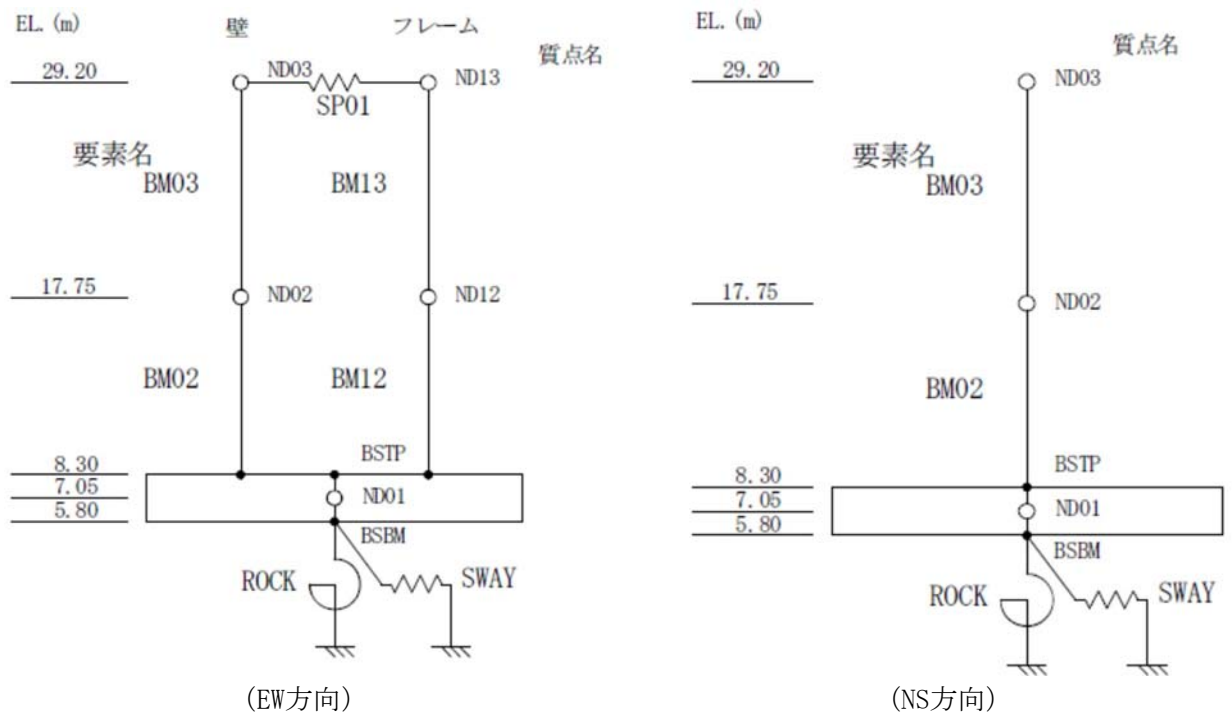 EL. (m)
壁
フレーム
質点名
29.20
ND03
ND13
SP01
要素名
BM03
BM13
17.75
ND02
ND12
BM02
BM12
BSTP
8.30
7.05
ND01
5.80
BSBM
ROCK
SWAY
(EW方向)
EL. (m)
質点名
29.20
ND03
要素名
BM03
17.75
ND02
BM02
BSTP
8.30
7.05
ND01
5.80
BSBM
ROCK
SWAY
(NS方向)